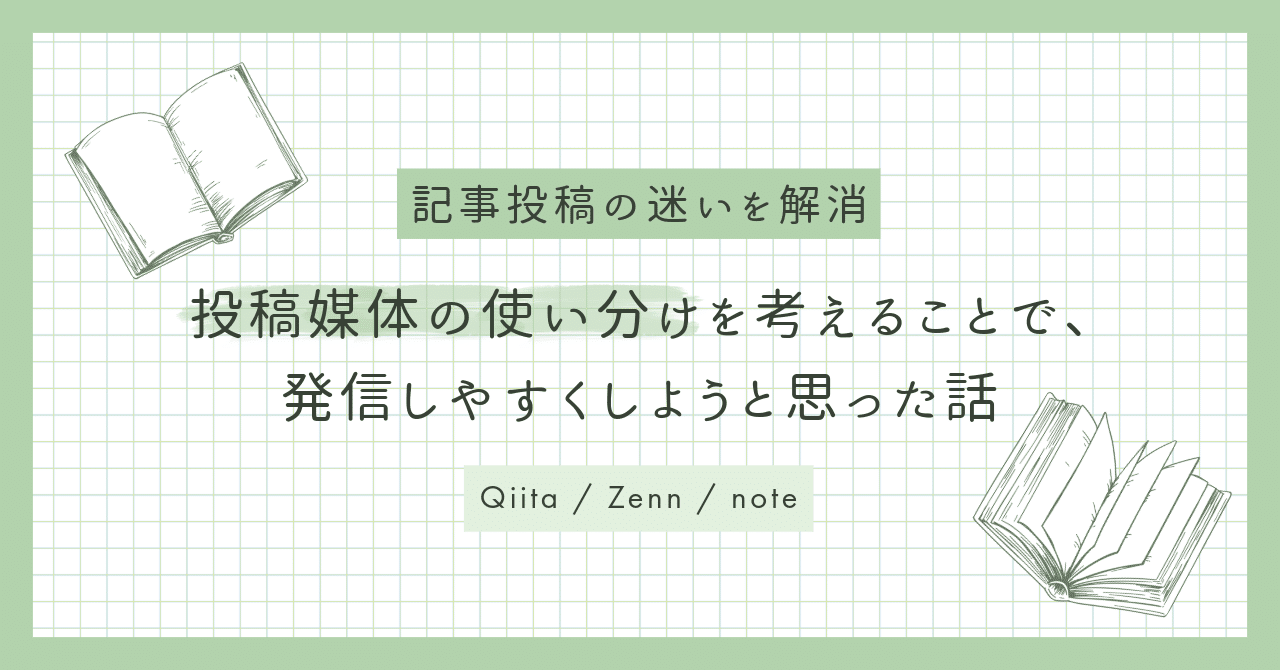 記事投稿の迷いを解消
投稿媒体の使い分けを考えることで、
発信しやすくしようと思った話
Qiita / Zenn / note